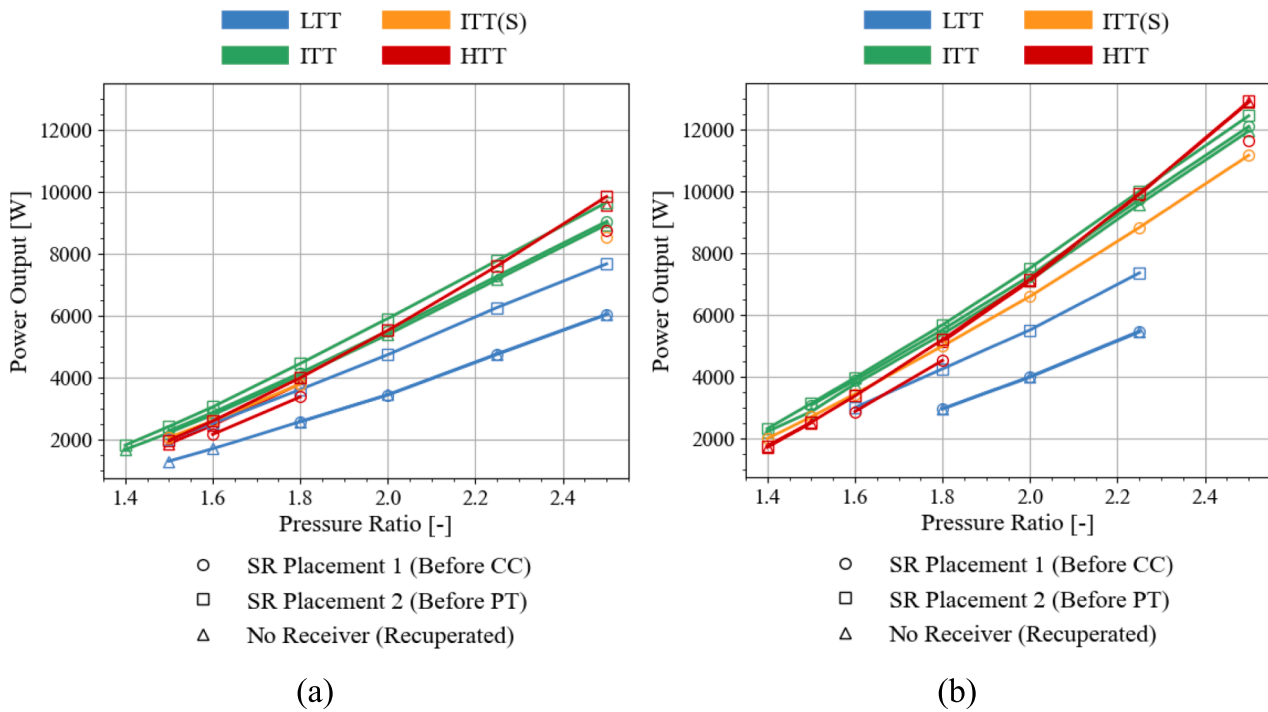 LTT ITT(S)
ITT HTT
Power Output [W]
12000
10000
8000
6000
4000
2000
1.4 1.6 1.8 2.0 2.2 2.4
Pressure Ratio [-]
SR Placement 1 (Before CC)
SR Placement 2 (Before PT)
No Receiver (Recuperated)
(a)
LTT ITT(S)
ITT HTT
Power Output [W]
12000
10000
8000
6000
4000
2000
1.4 1.6 1.8 2.0 2.2 2.4
Pressure Ratio [-]
SR Placement 1 (Before CC)
SR Placement 2 (Before PT)
No Receiver (Recuperated)
(b)